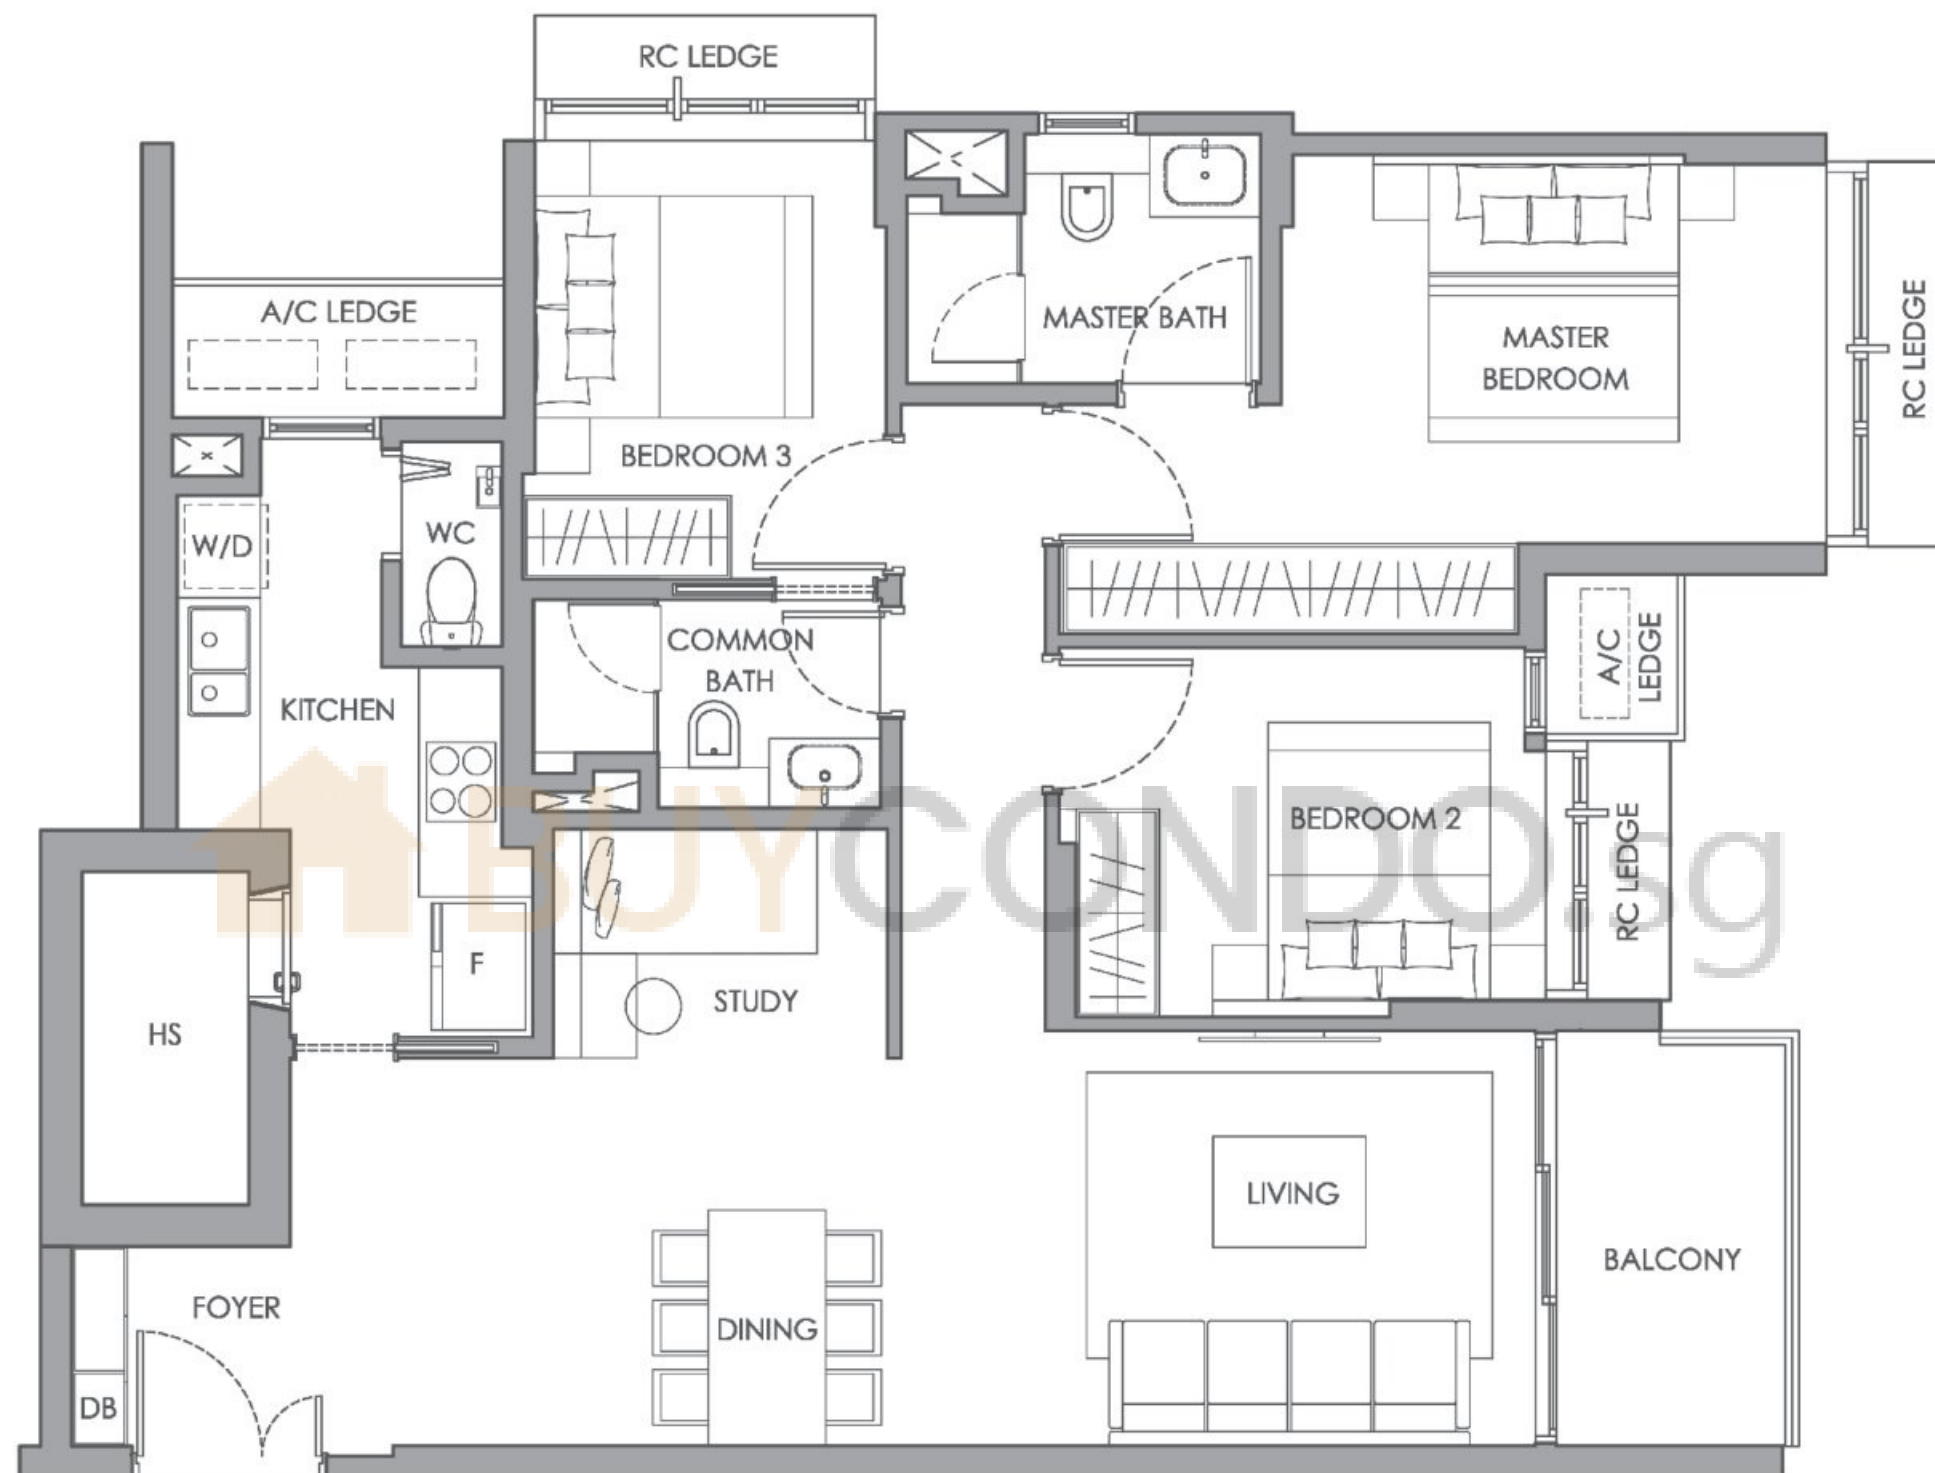 RC LEDGE
A/C LEDGE
MASTER BATH
MASTER
BEDROOM
RC LEDGE
BEDROOM 3
WC
W/D
COMMON
BATH
A/C
LEDGE
KITCHEN
BEDROOM 2
RC LEDGE
BUYCONDO.sg
F
STUDY
HS
LIVING
BALCONY
FOYER
DINING
DB